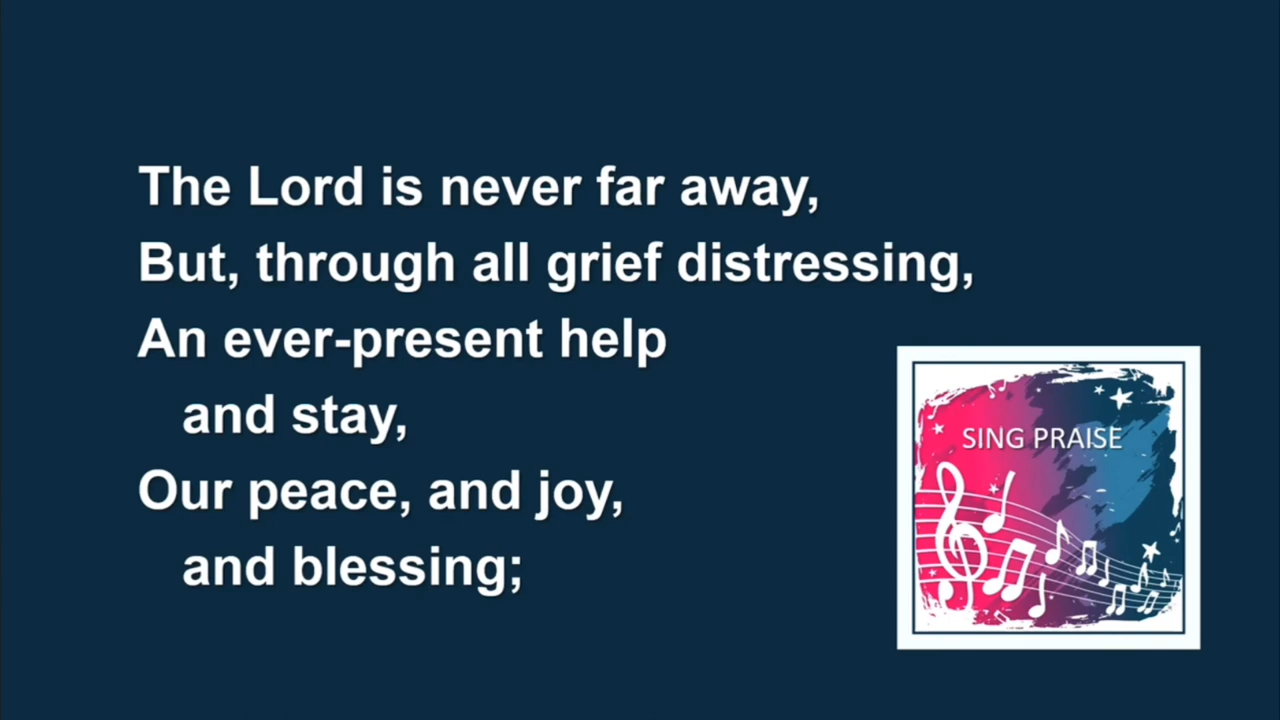 The Lord is never far away,
But, through all grief distressing,
An ever-present help
and stay,
Our peace, and joy,
and blessing;
SING PRAISE